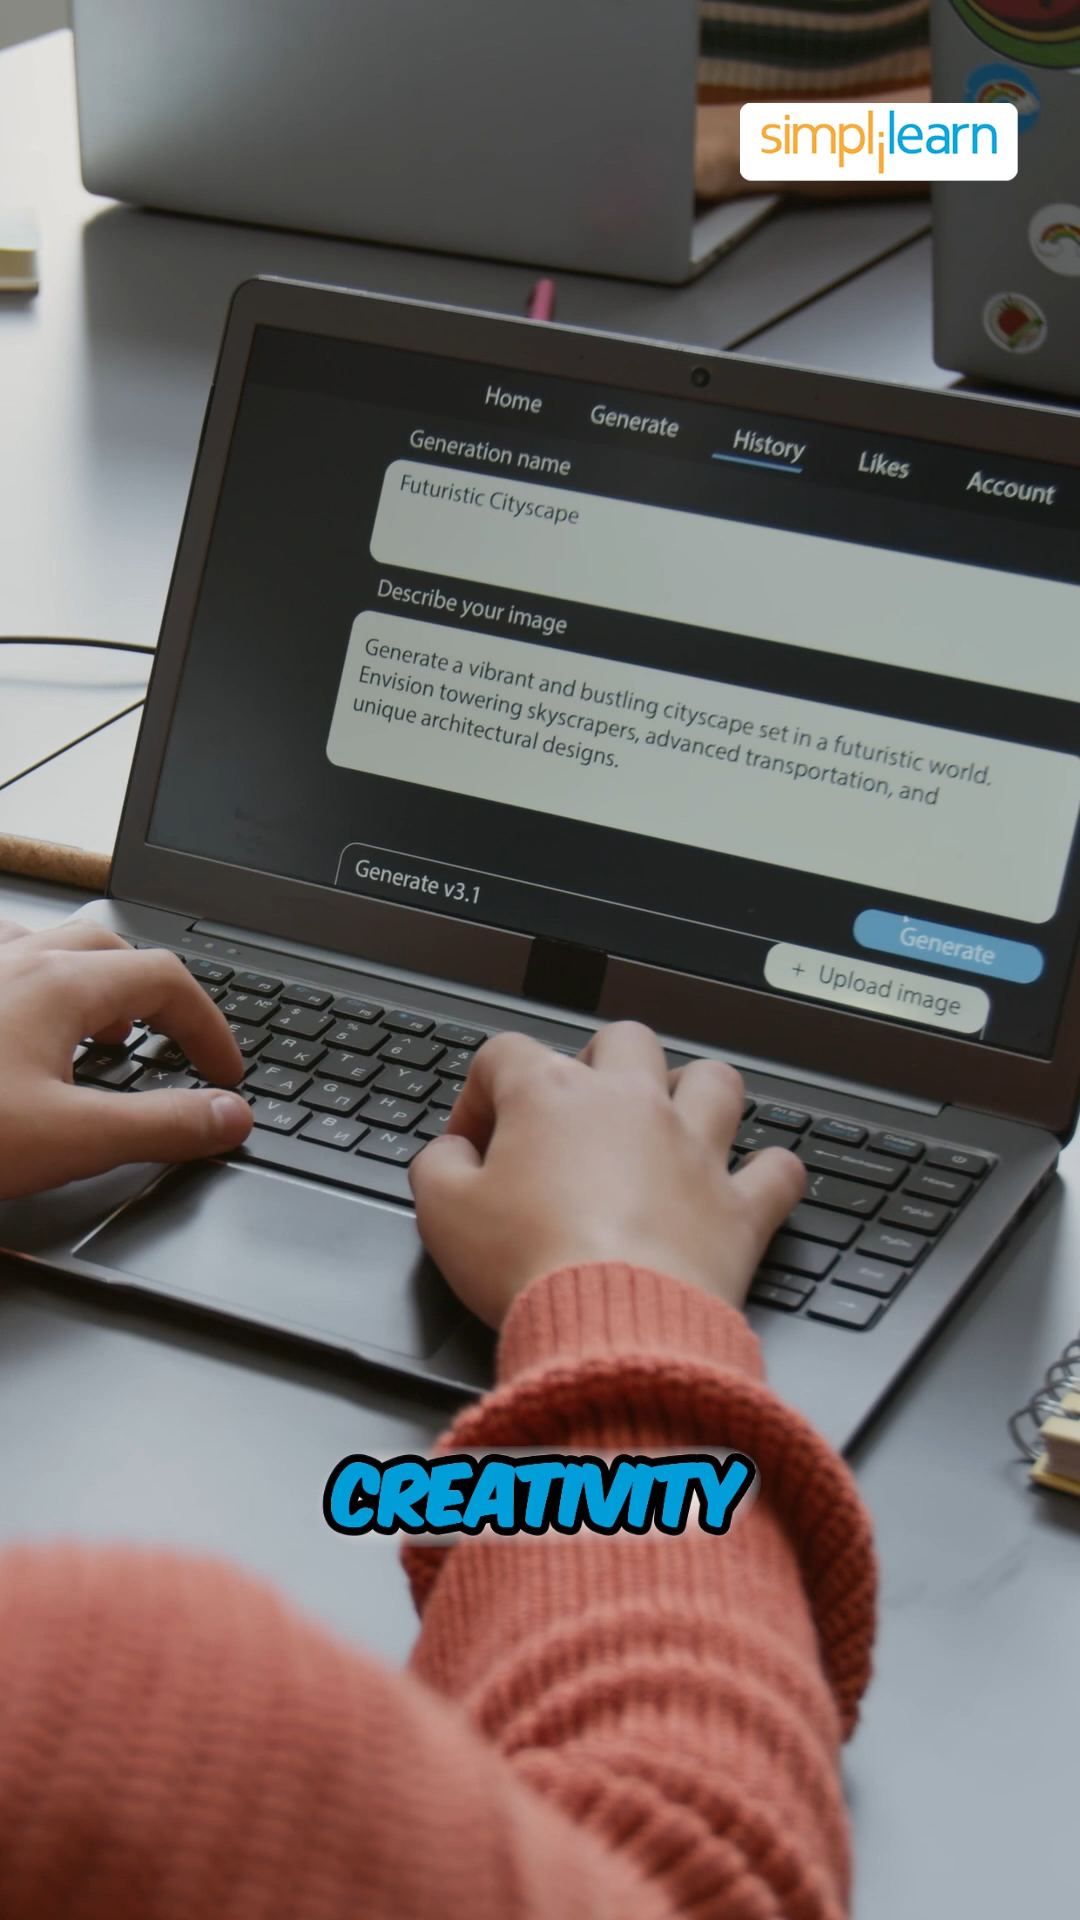 simplilearn
Home Generate History Likes Account
Generation name
Futuristic Cityscape
Describe your image
Generate a vibrant and bustling cityscape set in a futuristic world.
Envision towering skyscrapers, advanced transportation, and
unique architectural designs.
Generate v3.1
Generate
+ Upload image
CREATIVITY